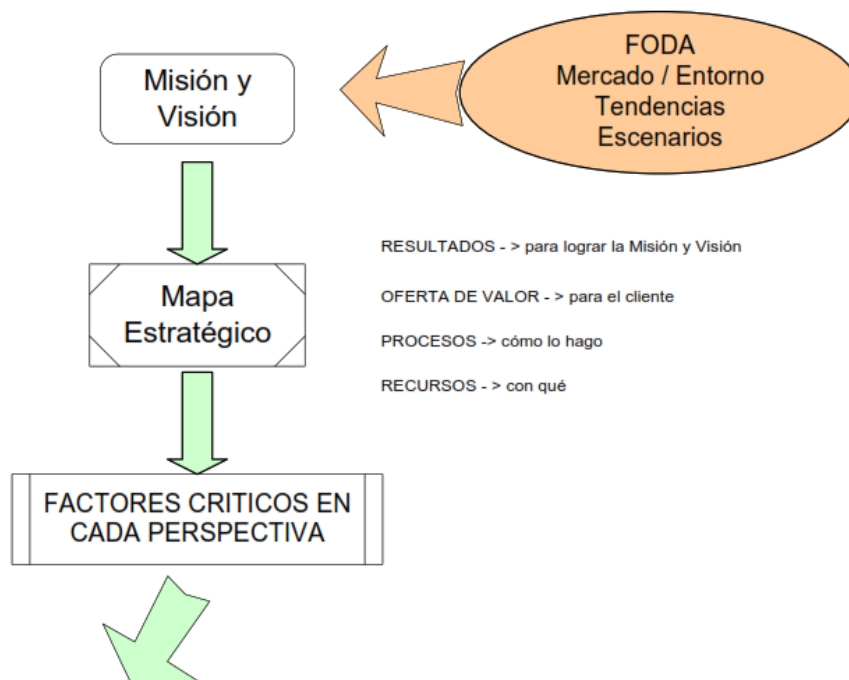 FODA
Mercado / Entorno
Tendencias
Escenarios
Misión y
Visión
RESULTADOS - > para lograr la Misión y Visión
OFERTA DE VALOR - > para el cliente
PROCESOS -> cómo lo hago
RECURSOS - > con qué
Mapa
Estratégico
FACTORES CRITICOS EN
CADA PERSPECTIVA